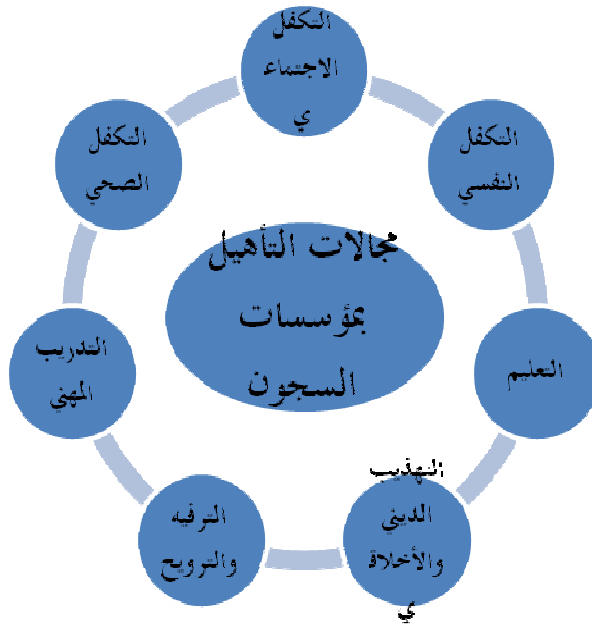 التكفل
الاجتماع
ي
التكفل
النفسي
التعليم
التهذيب
الديني
والأخلاق
ي
الترفيه
والترويح
التدريب
المهني
التكفل
الصحي
مجالات التأهيل
بمؤسسات
السجون